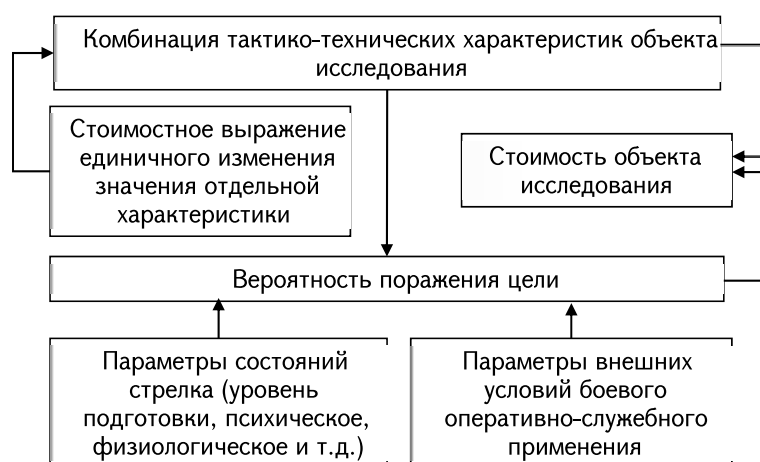 Комбинация тактико-технических характеристик объекта
исследования
Стоимостное выражение
единичного изменения
значения отдельной
характеристики
Стоимость объекта
исследования
Вероятность поражения цели
Параметры состояний
стрелка (уровень
подготовки, психическое,
физиологическое и т.д.)
Параметры внешних
условий боевого
оперативно-служебного
применения